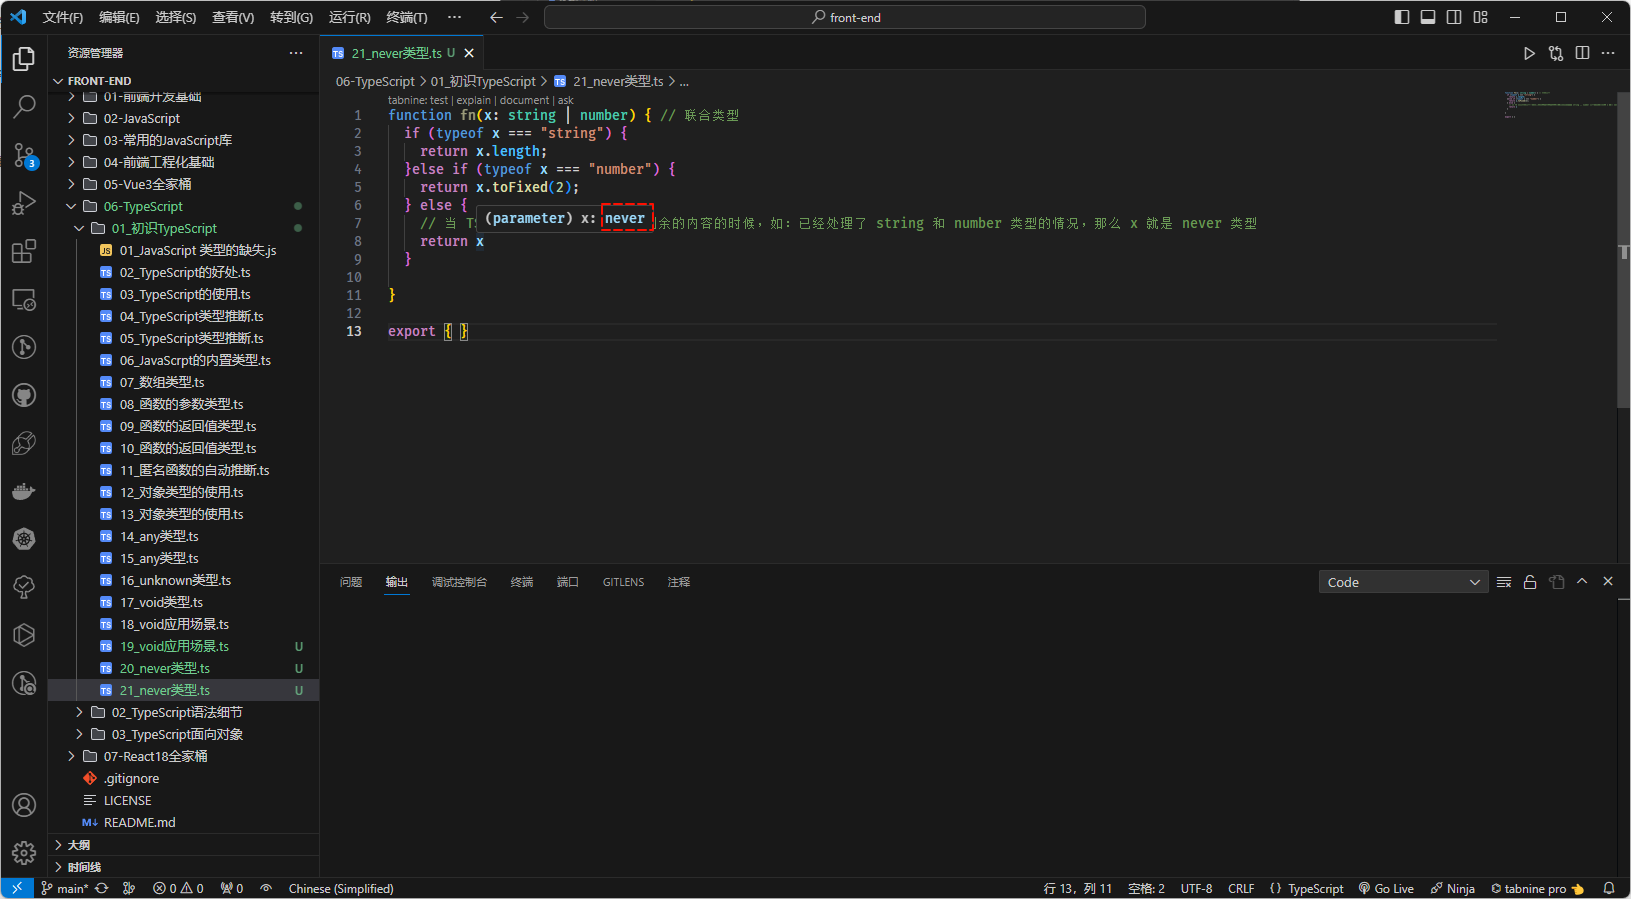 文件(F) 编辑(E) 选择(S) 查看(V) 转到(G) 运行(R) 终端(T) ···
front-end
资源管理器
FRONT-END
01-前端开发基础
02-JavaScript
03-常用的JavaScript库
04-前端工程化基础
05-Vue3全家桶
06-TypeScript
01_初识TypeScript
01_JavaScript 类型的缺失.js
02_TypeScript的好处.ts
03_TypeScript的使用.ts
04_TypeScript类型推断.ts
05_TypeScript类型推断.ts
06_JavaScrpt的内置类型.ts
07_数组类型.ts
08_函数的参数类型.ts
09_函数的返回值类型.ts
10_函数的返回值类型.ts
11_匿名函数的自动推断.ts
12_对象类型的使用.ts
13_对象类型的使用.ts
14_any类型.ts
15_any类型.ts
16_unknown类型.ts
17_void类型.ts
18_void应用场景.ts
19_void应用场景.ts U
20_never类型.ts U
21_never类型.ts U
02_TypeScript语法细节
03_TypeScript面向对象
07-React18全家桶
.gitignore
LICENSE
README.md
大纲
时间线
3
TS 21_never类型.ts U
06-TypeScript > 01_初识TypeScript > TS 21_never类型.ts > ...
tabnine: test | explain | document | ask
1 function fn(x: string | number) { // 联合类型
2 if (typeof x === "string") {
3 return x.length;
4 }else if (typeof x === "number") {
5 return x.toFixed(2);
6 } else {
(parameter) x: never
7 // 当 T 余的内容的时候，如：已经处理了 string 和 number 类型的情况，那么 x 就是 never 类型
8 return x
9 }
10
11 }
12
13 export { }
问题 输出 调试控制台 终端 端口 GITLENS 注释
Code
main* 0 0 0 Chinese (Simplified)
行 13，列 11 空格: 2 UTF-8 CRLF {} TypeScript Go Live Ninja tabnine pro